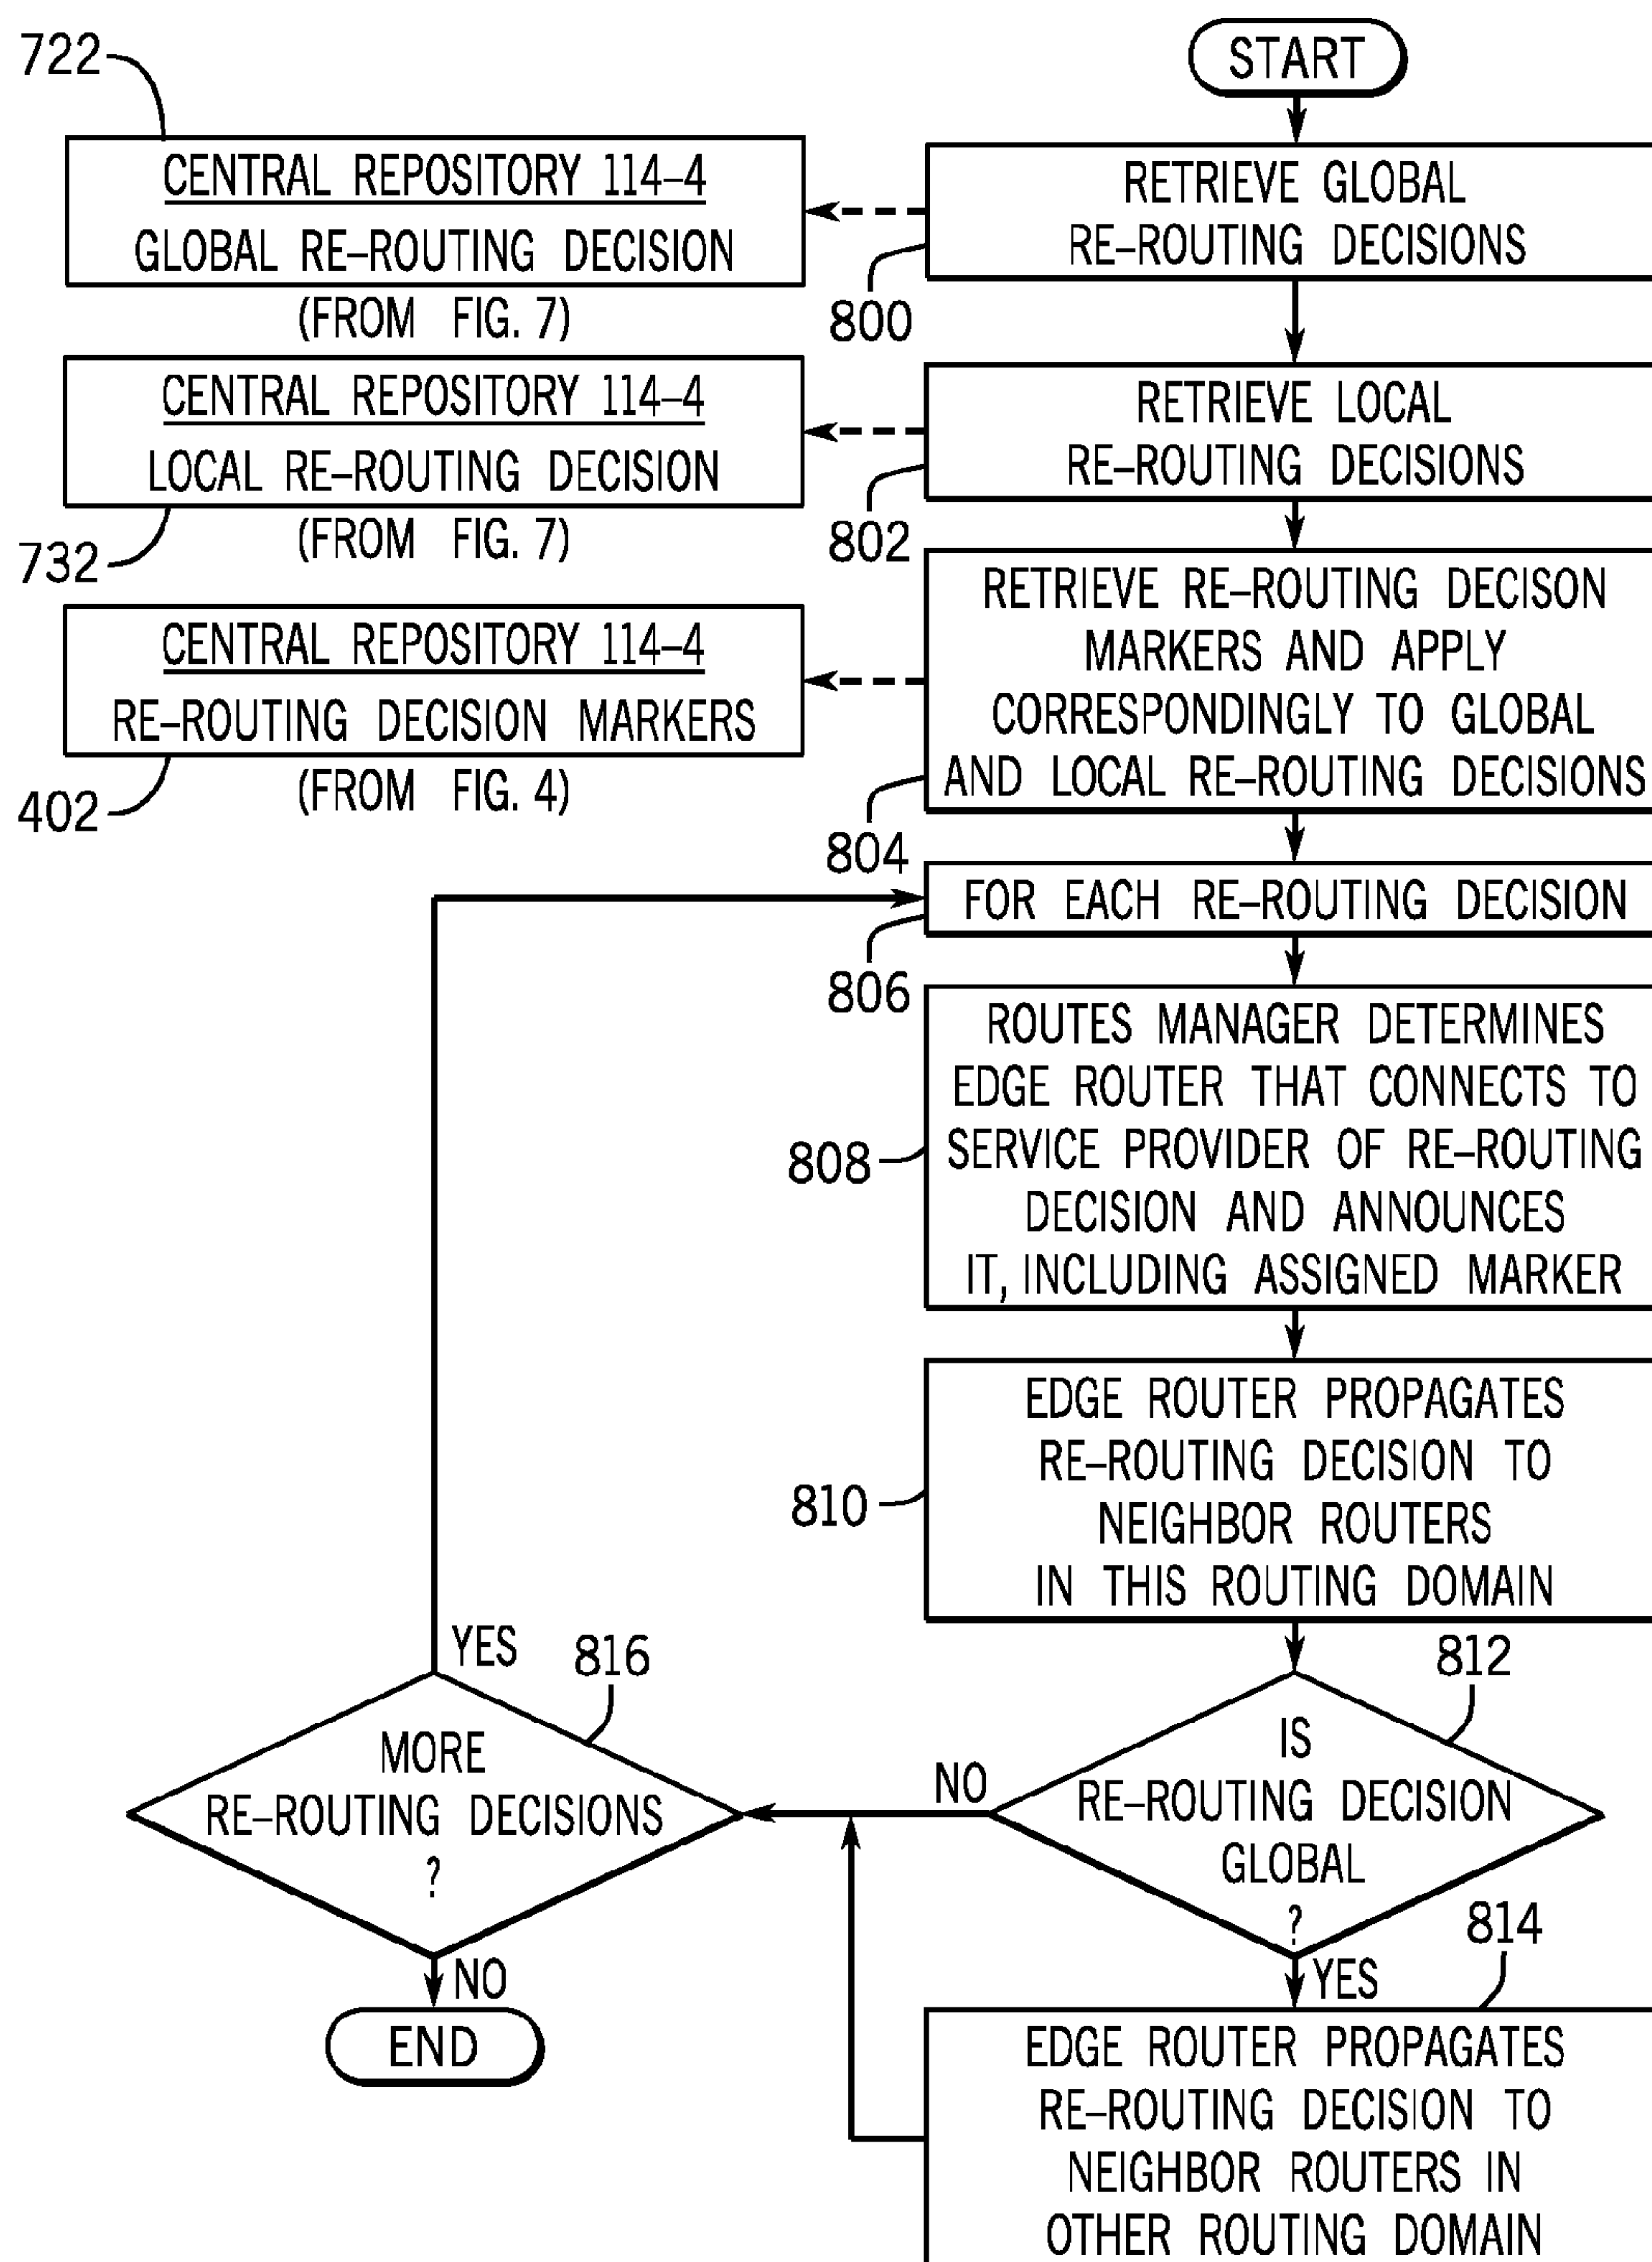 START
722
CENTRAL REPOSITORY 114–4
GLOBAL RE–ROUTING DECISION
(FROM FIG. 7)
RETRIEVE GLOBAL
RE–ROUTING DECISIONS
800
CENTRAL REPOSITORY 114–4
LOCAL RE–ROUTING DECISION
(FROM FIG. 7)
732
RETRIEVE LOCAL
RE–ROUTING DECISIONS
802
CENTRAL REPOSITORY 114–4
RE–ROUTING DECISION MARKERS
(FROM FIG. 4)
402
RETRIEVE RE–ROUTING DECISON
MARKERS AND APPLY
CORRESPONDINGLY TO GLOBAL
AND LOCAL RE–ROUTING DECISIONS
804
FOR EACH RE–ROUTING DECISION
806
ROUTES MANAGER DETERMINES
EDGE ROUTER THAT CONNECTS TO
SERVICE PROVIDER OF RE–ROUTING
DECISION AND ANNOUNCES
IT, INCLUDING ASSIGNED MARKER
808
EDGE ROUTER PROPAGATES
RE–ROUTING DECISION TO
NEIGHBOR ROUTERS
IN THIS ROUTING DOMAIN
810
IS
RE–ROUTING DECISION
GLOBAL
?
812
NO
YES
EDGE ROUTER PROPAGATES
RE–ROUTING DECISION TO
NEIGHBOR ROUTERS IN
OTHER ROUTING DOMAIN
814
MORE
RE–ROUTING DECISIONS
?
816
YES
NO
END